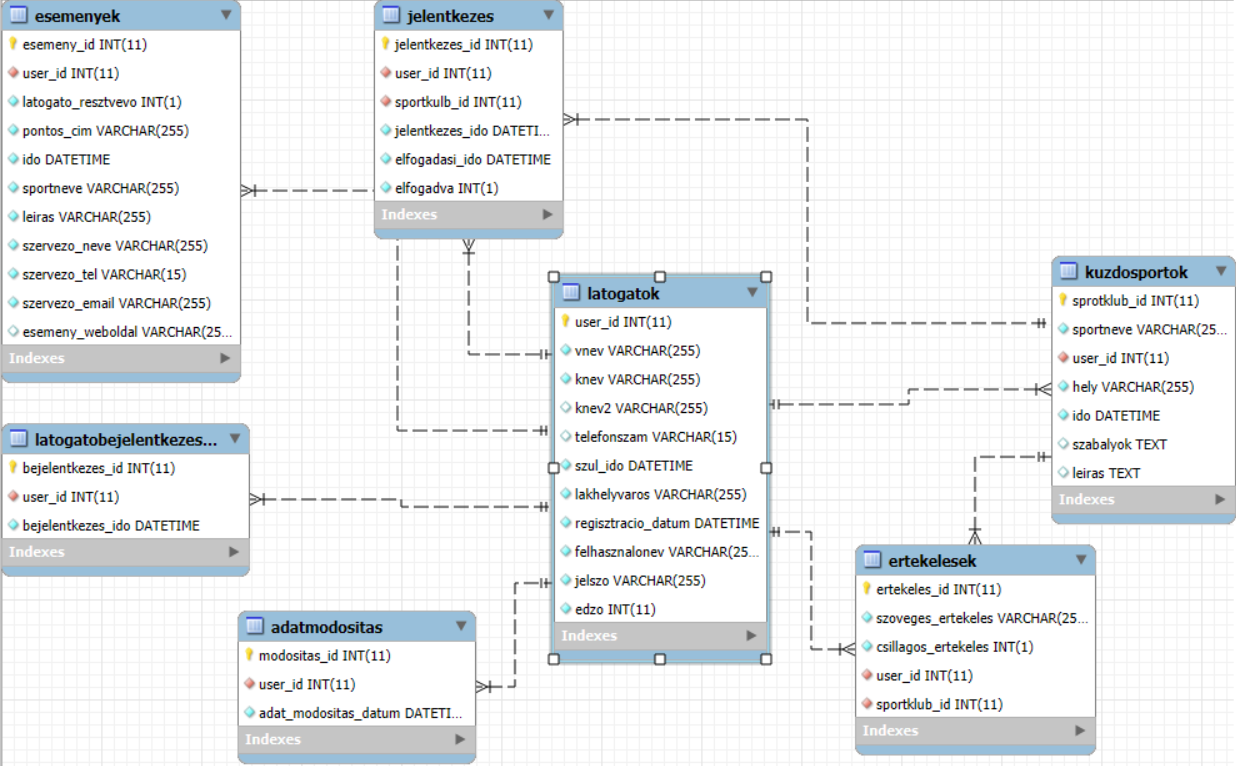 esemenyek
esemeny_id INT(11)
user_id INT(11)
latogato_resztvevo INT(1)
pontos_cim VARCHAR(255)
ido DATETIME
sportneve VARCHAR(255)
leiras VARCHAR(255)
szervezo_neve VARCHAR(255)
szervezo_tel VARCHAR(15)
szervezo_email VARCHAR(255)
esemeny_weboldal VARCHAR(25...
Indexes
jelentkezes
jelentkezes_id INT(11)
user_id INT(11)
sportkulb_id INT(11)
jelentkezes_ido DATETI...
elfogadasi_ido DATETIME
elfogadva INT(1)
Indexes
latogatok
user_id INT(11)
vnev VARCHAR(255)
knev VARCHAR(255)
knev2 VARCHAR(255)
telefonszam VARCHAR(15)
szul_ido DATETIME
lakhelyvaros VARCHAR(255)
regisztracio_datum DATETIME
felhasznalonev VARCHAR(25...
jelszo VARCHAR(255)
edzo INT(11)
Indexes
kuzdosportok
sprotklub_id INT(11)
sportneve VARCHAR(25...
user_id INT(11)
hely VARCHAR(255)
ido DATETIME
szabalyok TEXT
leiras TEXT
Indexes
latogatobejelentkezes...
bejelentkezes_id INT(11)
user_id INT(11)
bejelentkezes_ido DATETIME
Indexes
adatmodositas
modositas_id INT(11)
user_id INT(11)
adat_modositas_datum DATETI...
Indexes
ertekelesek
ertekeles_id INT(11)
szoveges_ertekeles VARCHAR(25...
csillagos_ertekeles INT(1)
user_id INT(11)
sportklub_id INT(11)
Indexes